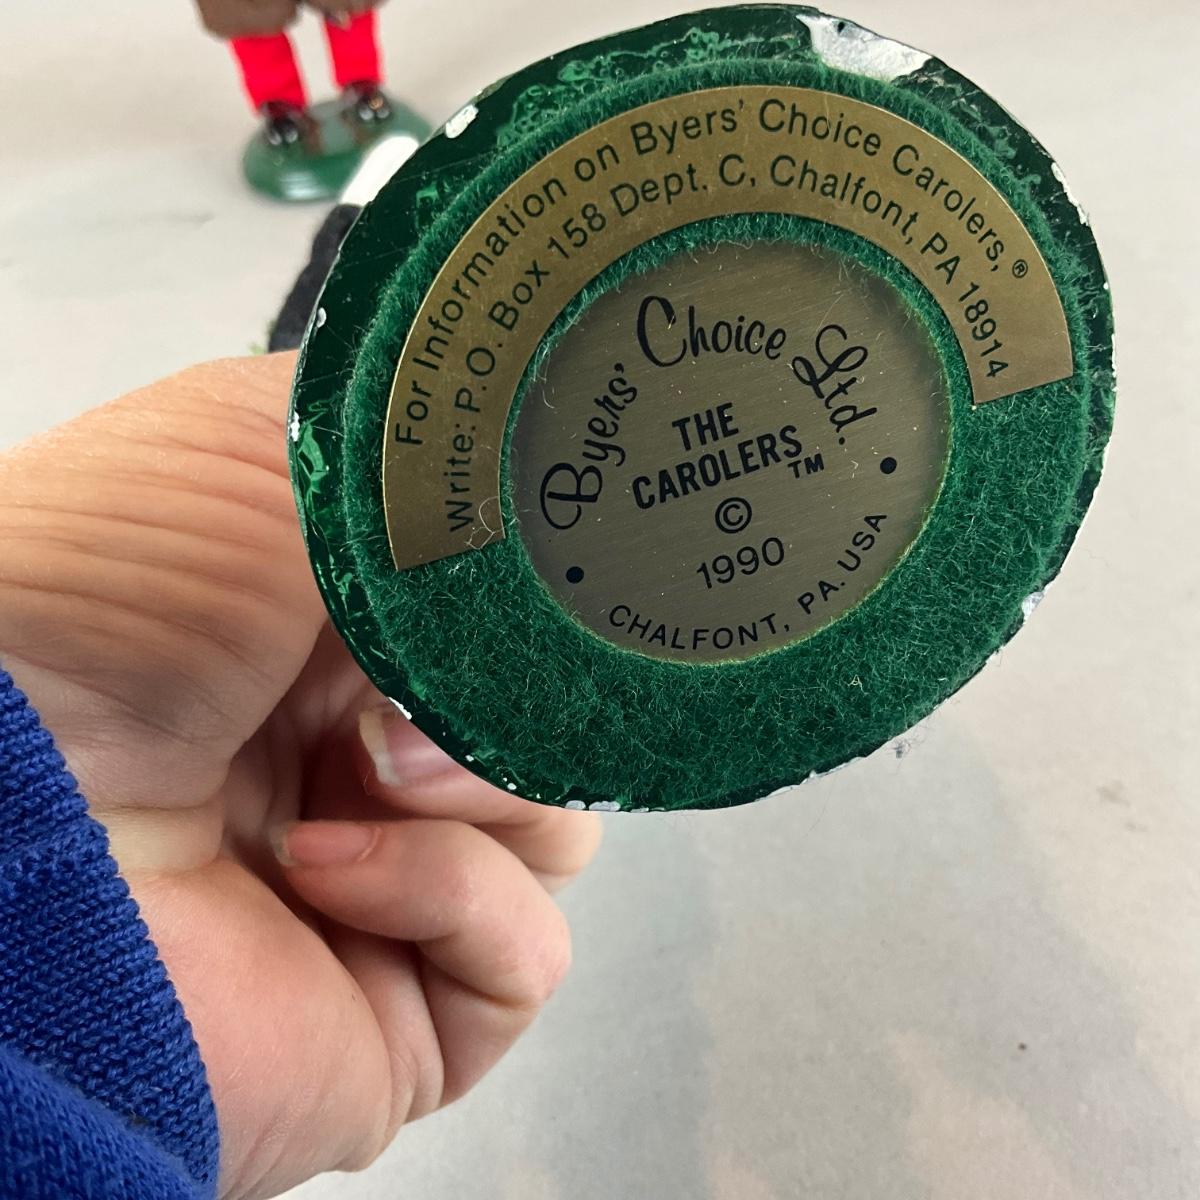 For Information on Byers' Choice Carolers,®
Write: P.O. Box 158 Dept. C, Chalfont, PA 18914
Byers' Choice Ltd.
THE
CAROLERS™
©
1990
• CHALFONT, PA. USA •